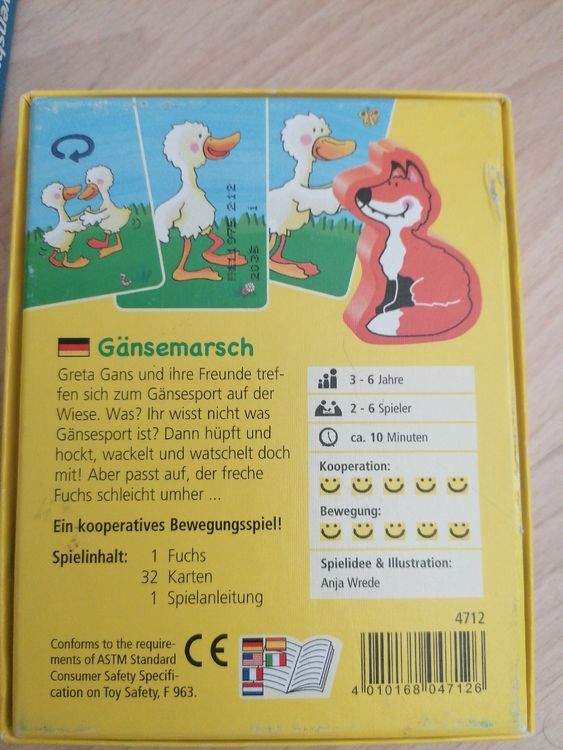 Gänsemarsch
Greta Gans und ihre Freunde tref-
fen sich zum Gänsesport auf der
Wiese. Was? Ihr wisst nicht was
Gänsesport ist? Dann hüpft und
hockt, wackelt und watschelt doch
mit! Aber passt auf, der freche
Fuchs schleicht umher ...
Ein kooperatives Bewegungsspiel!
Spielinhalt: 1 Fuchs
32 Karten
1 Spielanleitung
3 - 6 Jahre
2 - 6 Spieler
ca. 10 Minuten
Kooperation:
Bewegung:
Spielidee & Illustration:
Anja Wrede
Conforms to the require-
ments of ASTM Standard
Consumer Safety Specifi-
cation on Toy Safety, F 963.
CE
4712
4 010168 047126